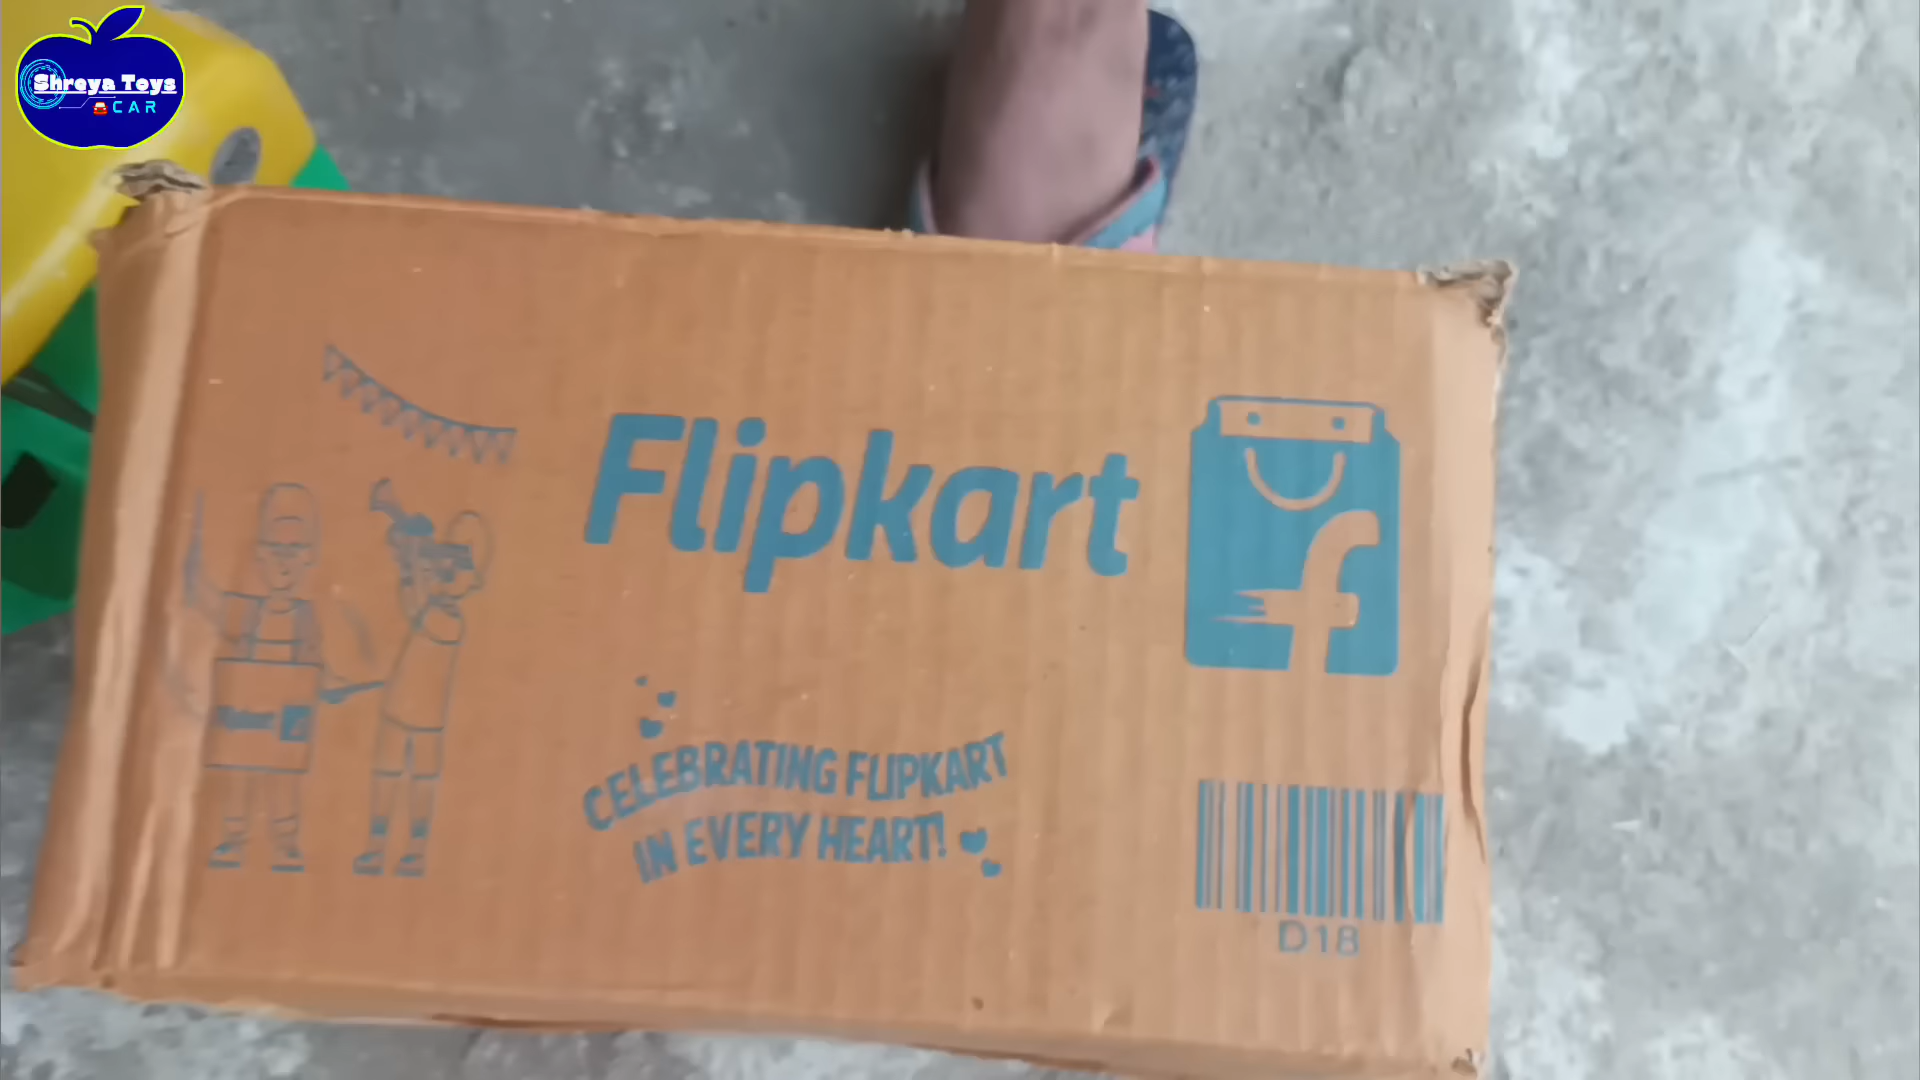 Shreya Toys
CAR
Flipkart
f
CELEBRATING FLIPKART
IN EVERY HEART!
D18